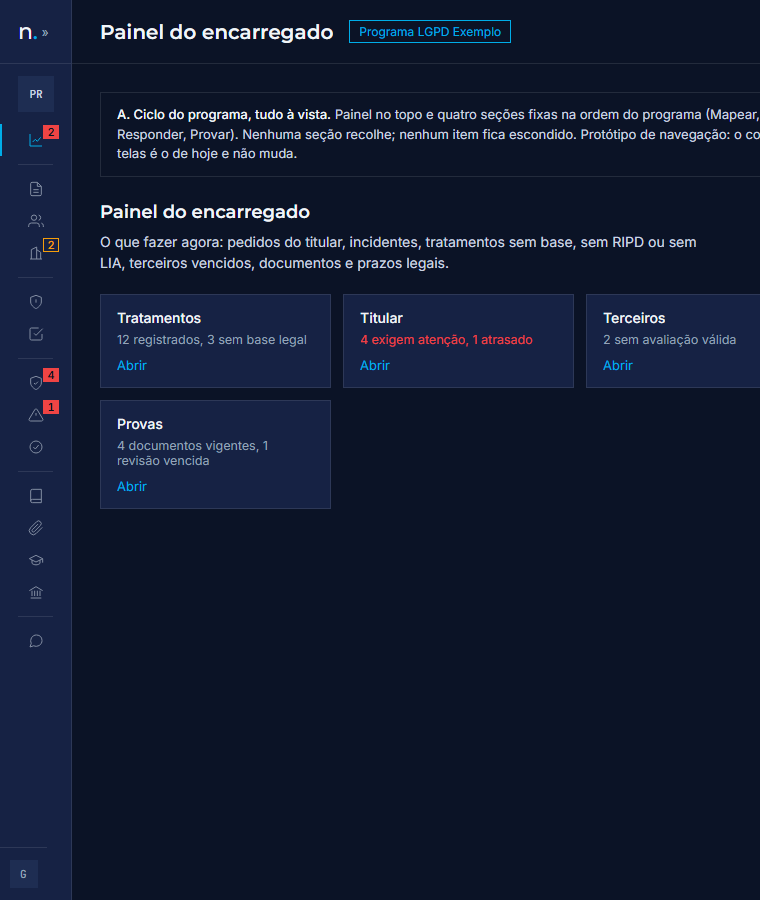 n. »
Painel do encarregado
Programa LGPD Exemplo
PR
2
2
4
1
G
A. Ciclo do programa, tudo à vista. Painel no topo e quatro seções fixas na ordem do programa (Mapear,
Responder, Provar). Nenhuma seção recolhe; nenhum item fica escondido. Protótipo de navegação: o co
telas é o de hoje e não muda.
Painel do encarregado
O que fazer agora: pedidos do titular, incidentes, tratamentos sem base, sem RIPD ou sem
LIA, terceiros vencidos, documentos e prazos legais.
Tratamentos
12 registrados, 3 sem base legal
Abrir
Titular
4 exigem atenção, 1 atrasado
Abrir
Terceiros
2 sem avaliação válida
Abrir
Provas
4 documentos vigentes, 1
revisão vencida
Abrir